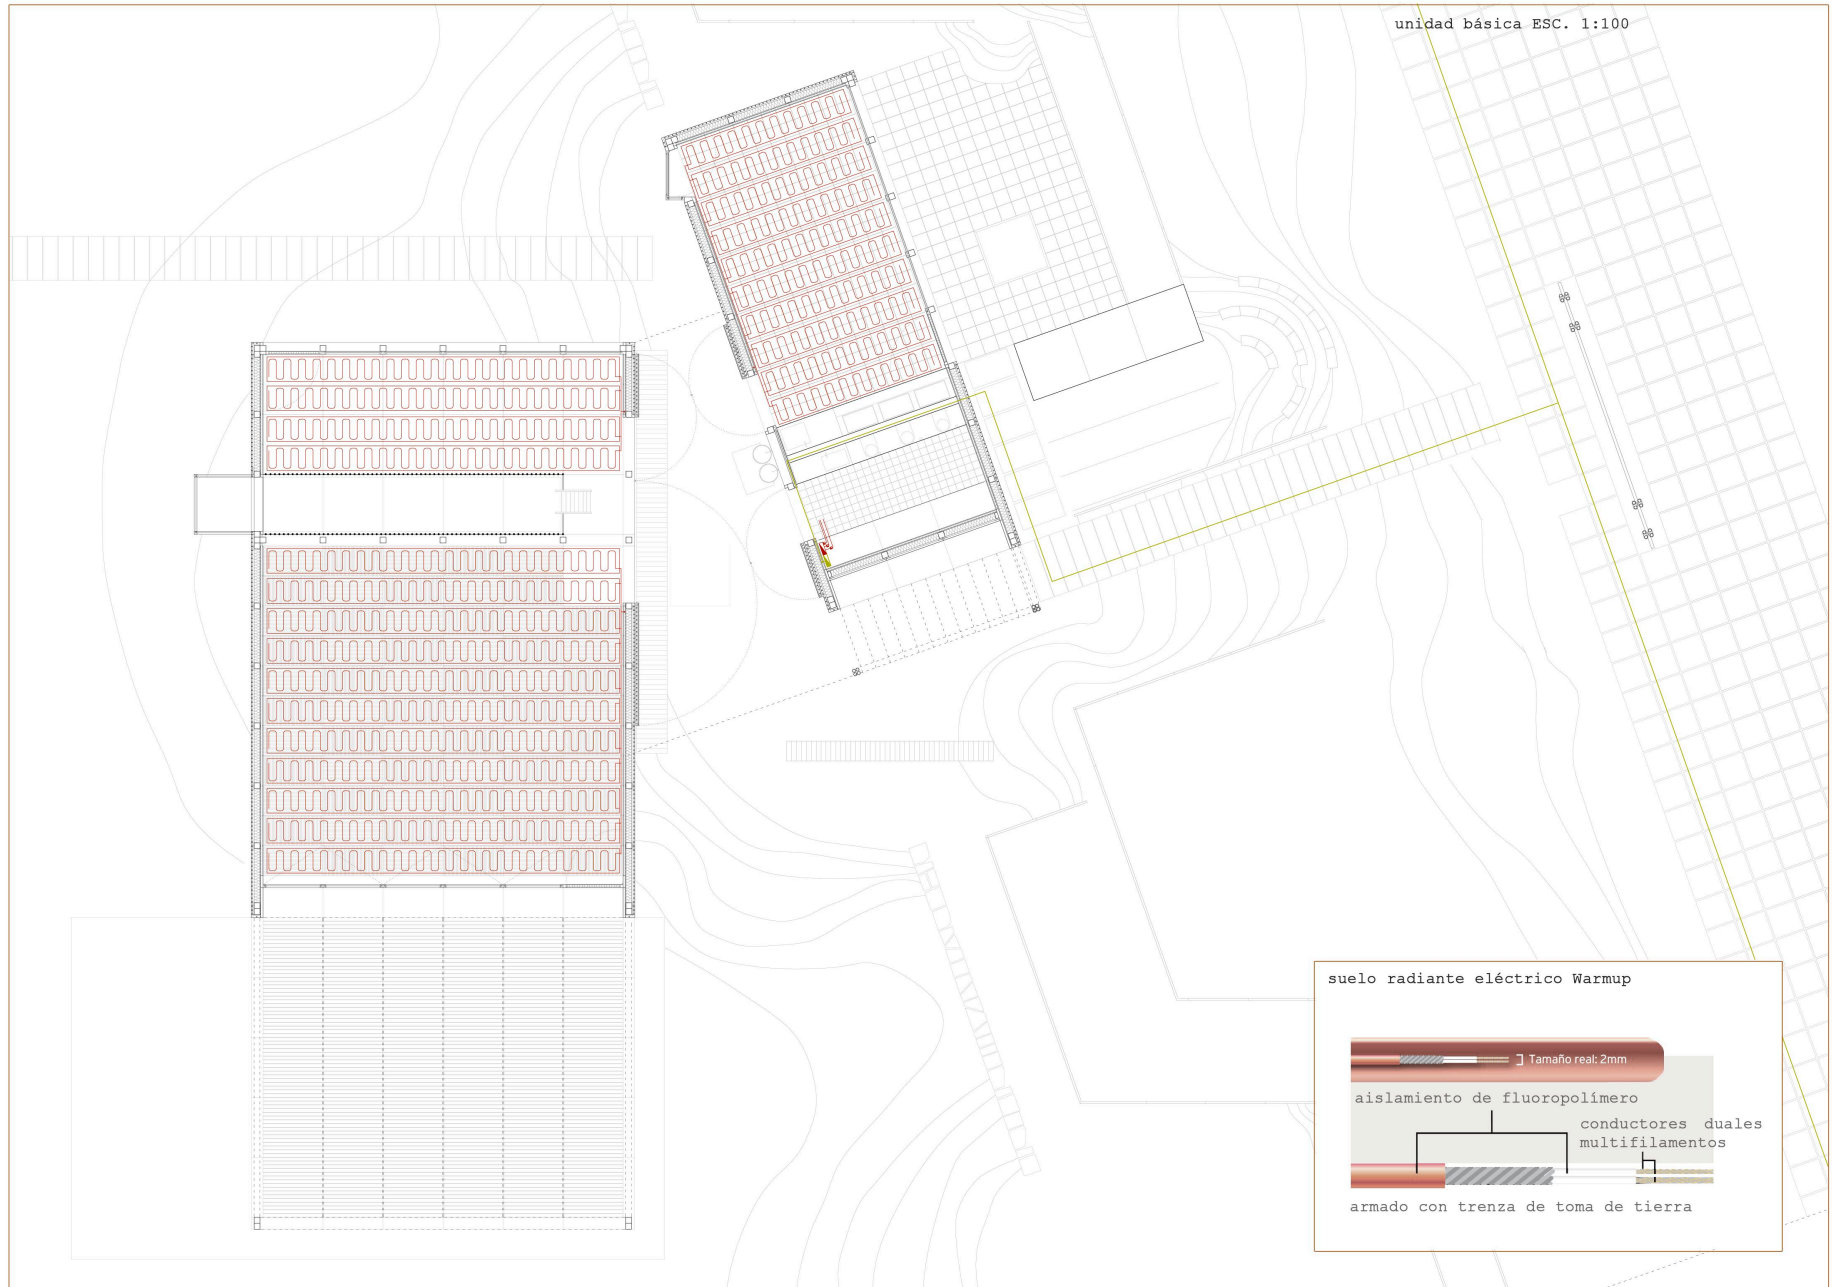 unidad básica ESC. 1:100
suelo radiante eléctrico Warmup
Tamaño real: 2mm
aislamiento de fluoropolímero
conductores duales
multifilamentos
armado con trenza de toma de tierra